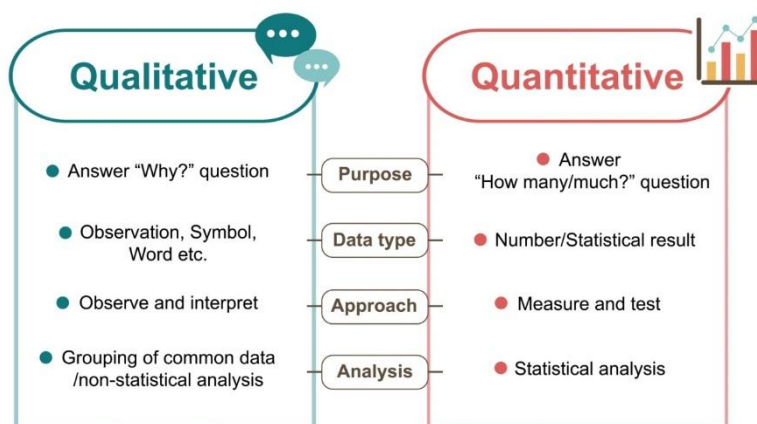 Qualitative
Quantitative
Answer “Why?” question
Purpose
Answer
“How many/much?” question
Observation, Symbol,
Word etc.
Data type
Number/Statistical result
Observe and interpret
Approach
Measure and test
Grouping of common data
/non-statistical analysis
Analysis
Statistical analysis